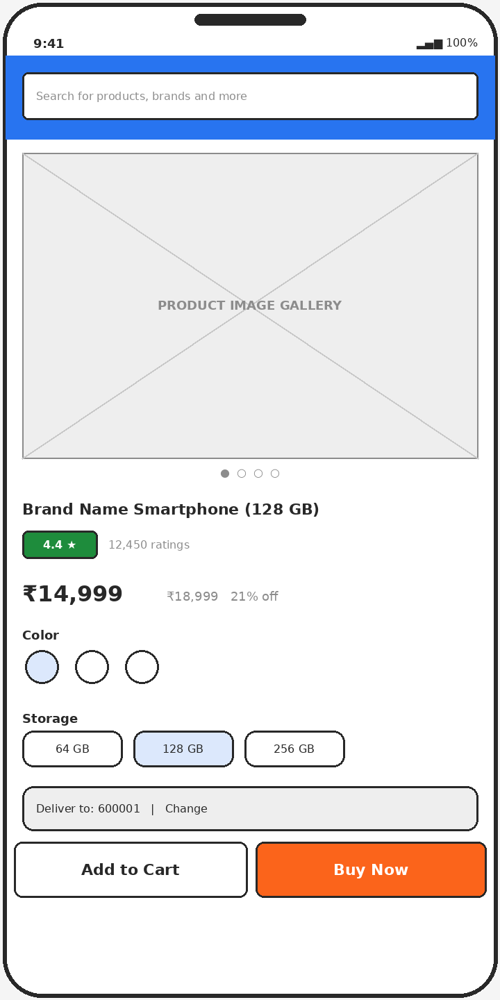 9:41 ▂▄▆ 100%
Search for products, brands and more
PRODUCT IMAGE GALLERY
Brand Name Smartphone (128 GB)
4.4 ★ 12,450 ratings
₹14,999 ₹18,999 21% off
Color
Storage
64 GB 128 GB 256 GB
Deliver to: 600001 | Change
Add to Cart Buy Now